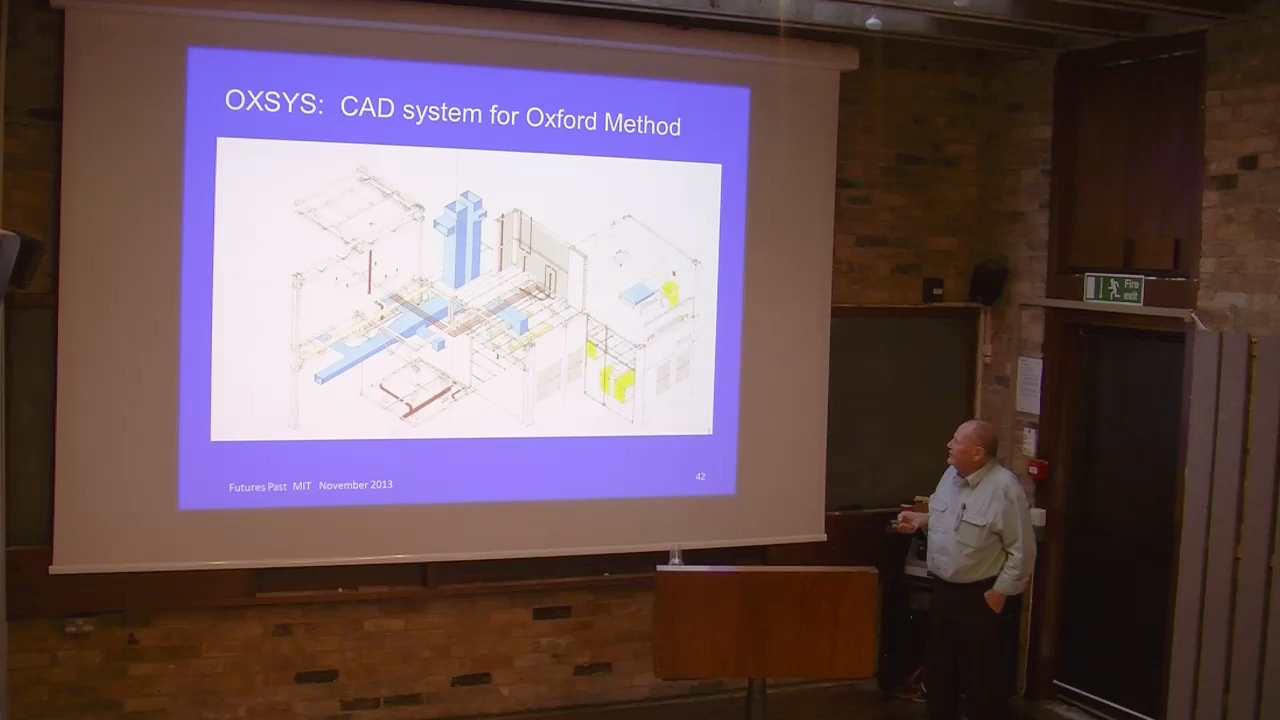 OXSYS: CAD system for Oxford Method
Futures Past MIT November 2013
42
Fire
exit